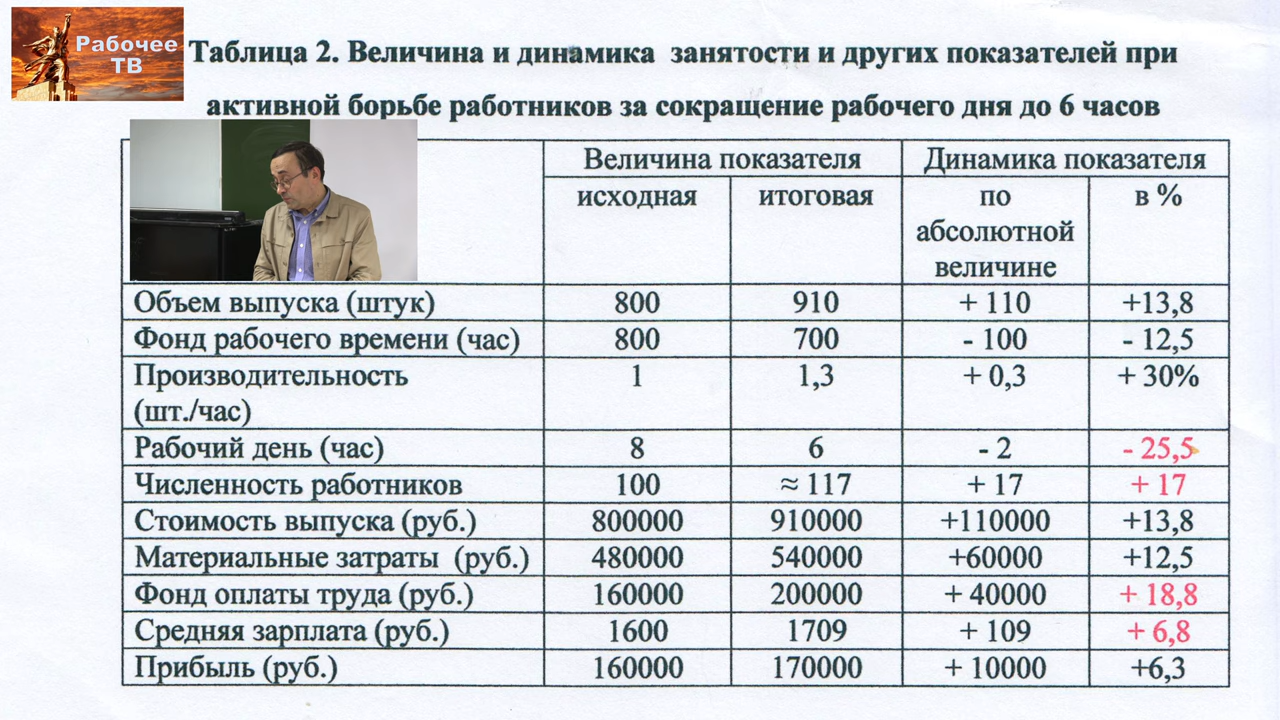 Рабочее
ТВ
Таблица 2. Величина и динамика занятости и других показателей при
активной борьбе работников за сокращение рабочего дня до 6 часов
Величина показателя Динамика показателя
исходная итоговая по абсолютной величине в %
Объем выпуска (штук) 800 910 + 110 +13,8
Фонд рабочего времени (час) 800 700 - 100 - 12,5
Производительность (шт./час) 1 1,3 + 0,3 + 30%
Рабочий день (час) 8 6 - 2 - 25,5
Численность работников 100 ≈ 117 + 17 + 17
Стоимость выпуска (руб.) 800000 910000 +110000 +13,8
Материальные затраты (руб.) 480000 540000 +60000 +12,5
Фонд оплаты труда (руб.) 160000 200000 + 40000 + 18,8
Средняя зарплата (руб.) 1600 1709 + 109 + 6,8
Прибыль (руб.) 160000 170000 + 10000 +6,3